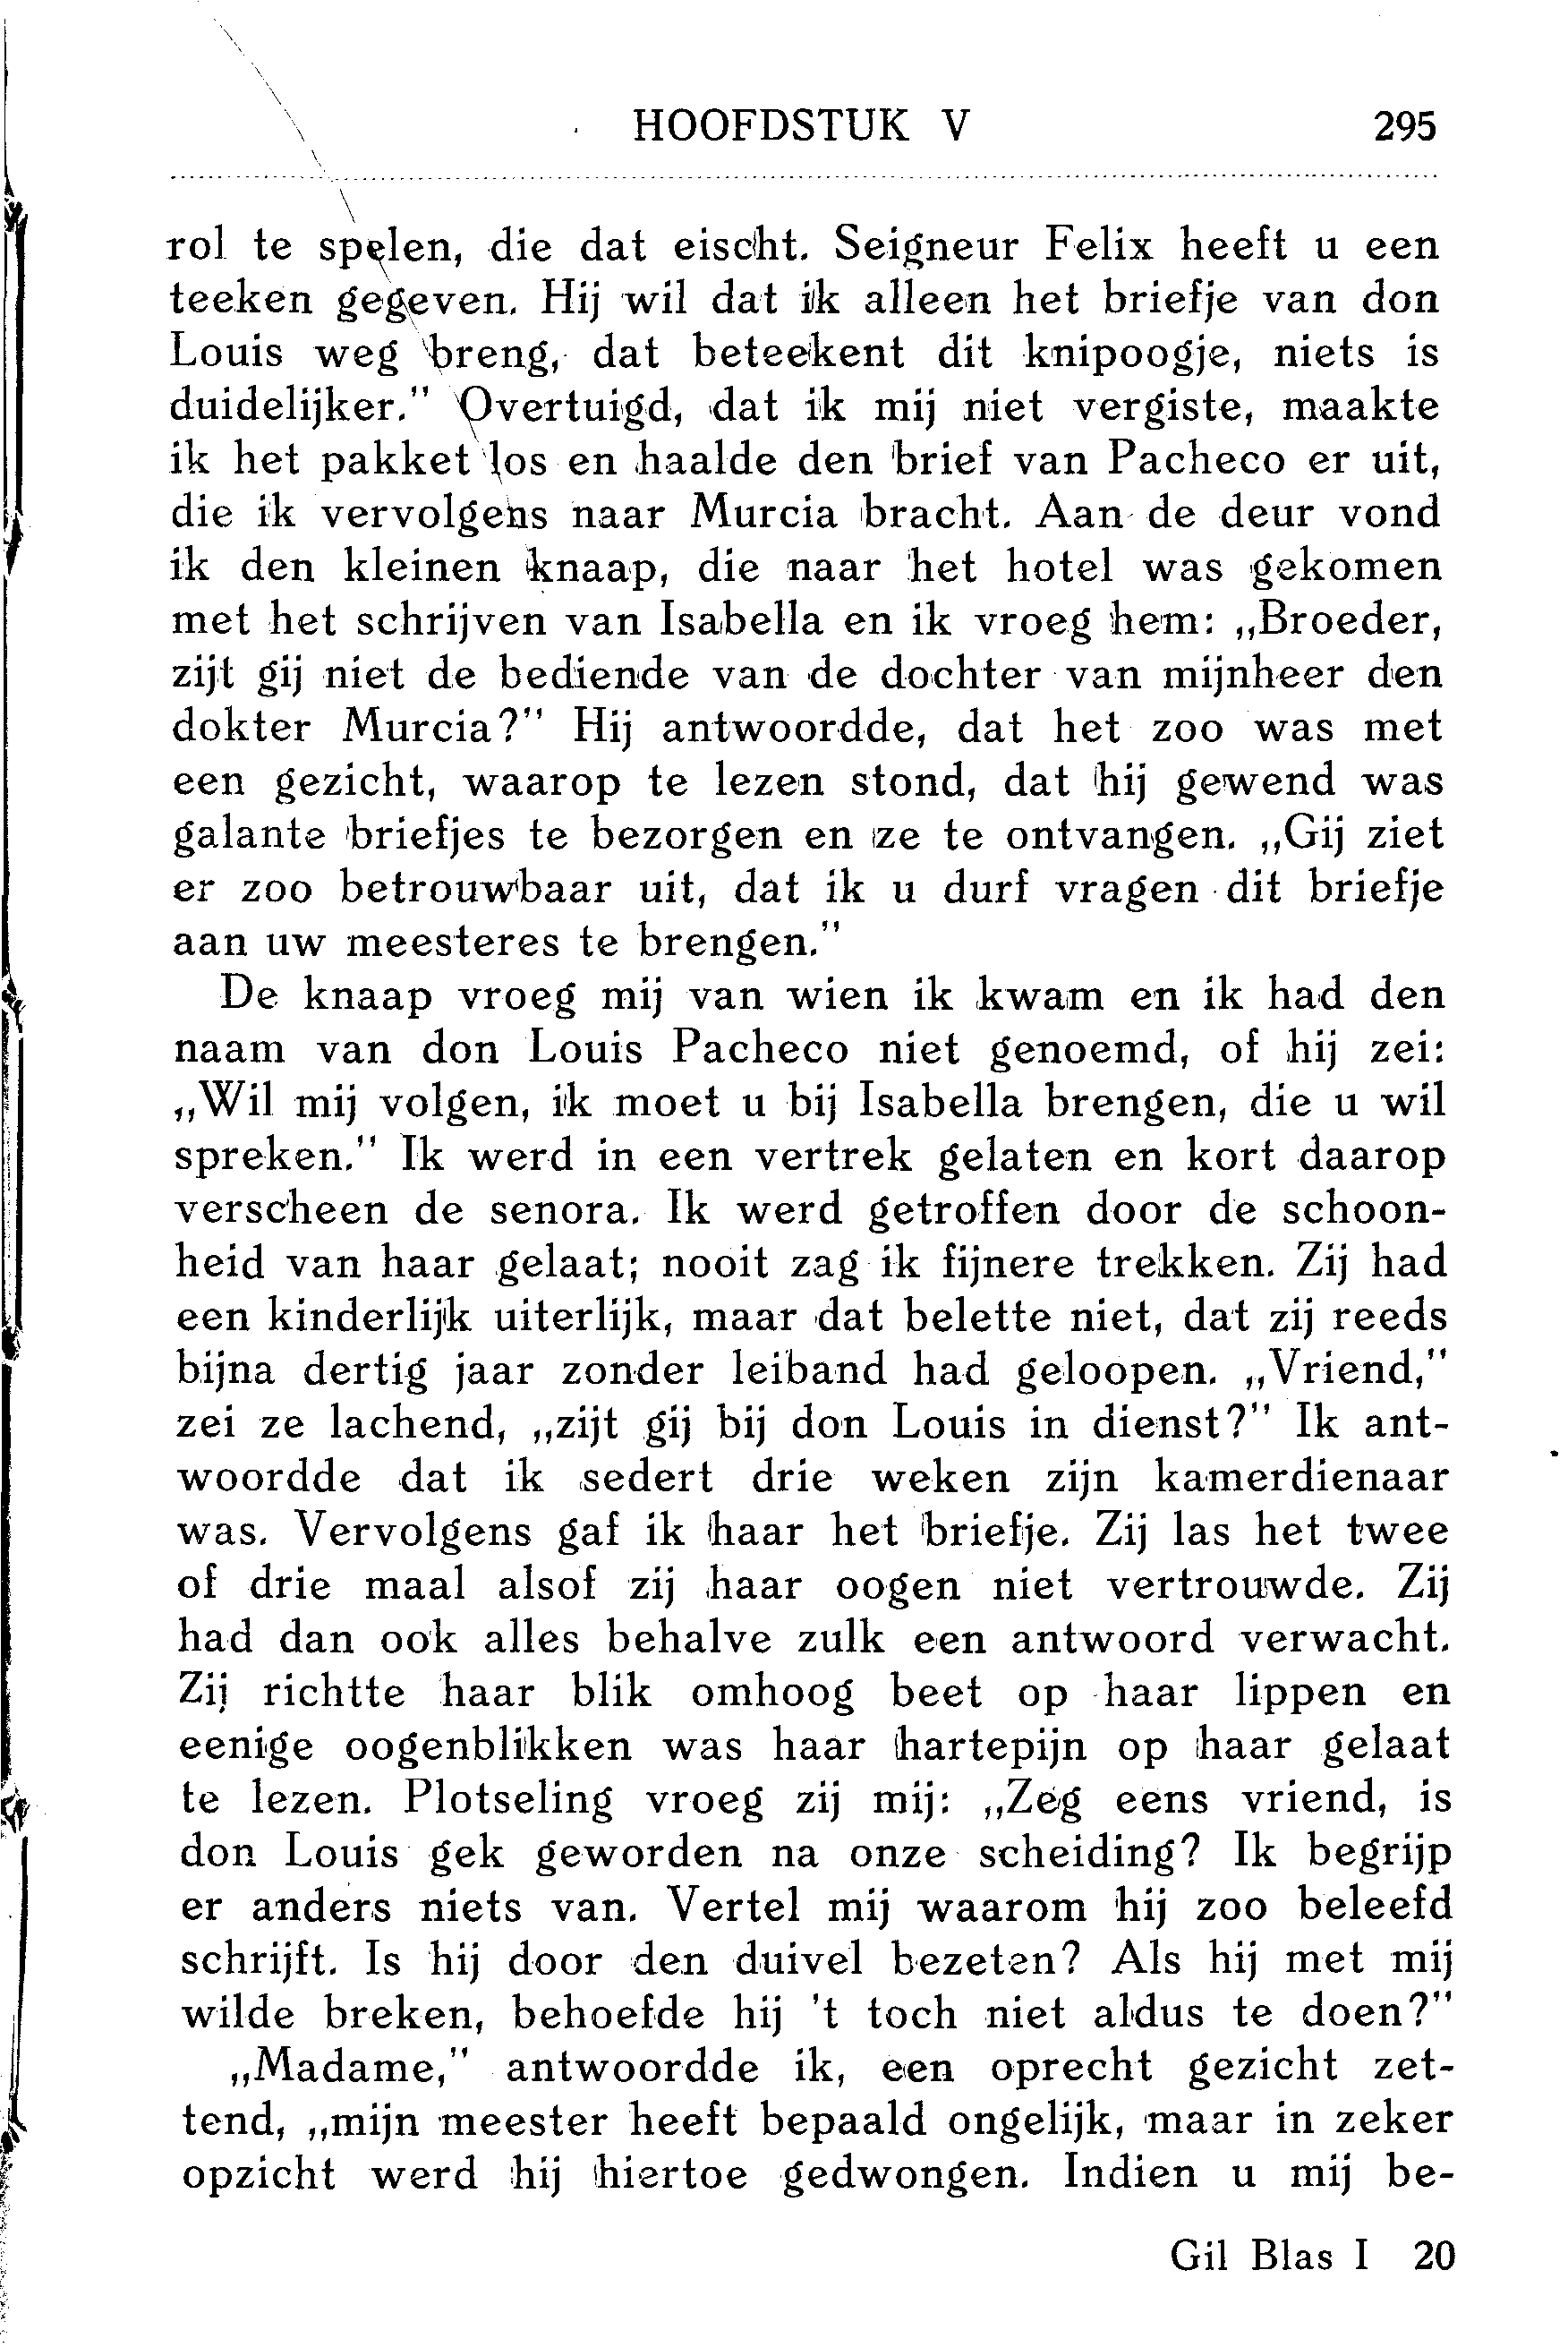 HOOFDSTUK V 295
rol te spelen, die dat eischt. Seigneur Felix heeft u een
teeken gegeven. Hij wil dat ik alleen het briefje van don
Louis weg breng, dat beteekent dit knipoogje, niets is
duidelijker.” Overtuigd, dat ik mij niet vergiste, maakte
ik het pakket los en haalde den brief van Pacheco er uit,
die ik vervolgens naar Murcia bracht. Aan de deur vond
ik den kleinen knaap, die naar het hotel was gekomen
met het schrijven van Isabella en ik vroeg hem: „Broeder,
zijt gij niet de bediende van de dochter van mijnheer den
dokter Murcia?” Hij antwoordde, dat het zoo was met
een gezicht, waarop te lezen stond, dat hij gewend was
galante briefjes te bezorgen en ze te ontvangen. „Gij ziet
er zoo betrouwbaar uit, dat ik u durf vragen dit briefje
aan uw meesteres te brengen.”
De knaap vroeg mij van wien ik kwam en ik had den
naam van don Louis Pacheco niet genoemd, of hij zei:
„Wil mij volgen, ik moet u bij Isabella brengen, die u wil
spreken.” Ik werd in een vertrek gelaten en kort daarop
verscheen de senora. Ik werd getroffen door de schoon-
heid van haar gelaat; nooit zag ik fijnere trekken. Zij had
een kinderlijk uiterlijk, maar dat belette niet, dat zij reeds
bijna dertig jaar zonder leiband had geloopen. „Vriend,”
zei ze lachend, „zijt gij bij don Louis in dienst?” Ik ant-
woordde dat ik sedert drie weken zijn kamerdienaar
was. Vervolgens gaf ik haar het briefje. Zij las het twee
of drie maal alsof zij haar oogen niet vertrouwde. Zij
had dan ook alles behalve zulk een antwoord verwacht.
Zij richtte haar blik omhoog beet op haar lippen en
eenige oogenblikken was haar hartepijn op haar gelaat
te lezen. Plotseling vroeg zij mij: „Zeg eens vriend, is
don Louis gek geworden na onze scheiding? Ik begrijp
er anders niets van. Vertel mij waarom hij zoo beleefd
schrijft. Is hij door den duivel bezeten? Als hij met mij
wilde breken, behoefde hij 't toch niet aldus te doen?”
„Madame,” antwoordde ik, een oprecht gezicht zet-
tend, „mijn meester heeft bepaald ongelijk, maar in zeker
opzicht werd hij hiertoe gedwongen. Indien u mij be-
Gil Blas I 20